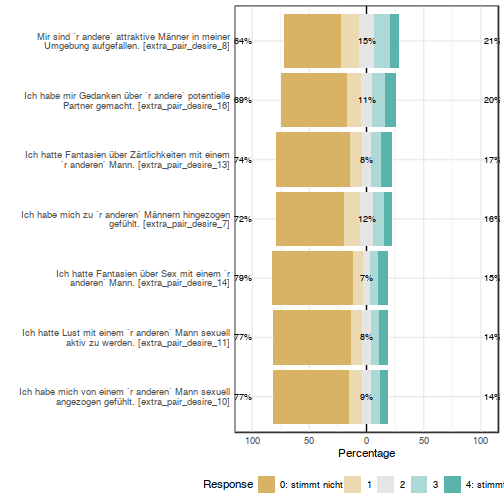 Mir sind `r andere` attraktive Männer in meiner
Umgebung aufgefallen. [extra_pair_desire_8]
64% 15% 21%
Ich habe mir Gedanken über `r andere` potentielle
Partner gemacht. [extra_pair_desire_16]
69% 11% 20%
Ich hatte Fantasien über Zärtlichkeiten mit einem
`r anderen` Mann. [extra_pair_desire_13]
74% 8% 17%
Ich habe mich zu `r anderen` Männern hingezogen
gefühlt. [extra_pair_desire_7]
72% 12% 16%
Ich hatte Fantasien über Sex mit einem `r
anderen` Mann. [extra_pair_desire_14]
79% 7% 15%
Ich hatte Lust mit einem `r anderen` Mann sexuell
aktiv zu werden. [extra_pair_desire_11]
77% 8% 14%
Ich habe mich von einem `r anderen` Mann sexuell
angezogen gefühlt. [extra_pair_desire_10]
77% 9% 14%
100 50 0 50 100
Percentage
Response 0: stimmt nicht 1 2 3 4: stimmt